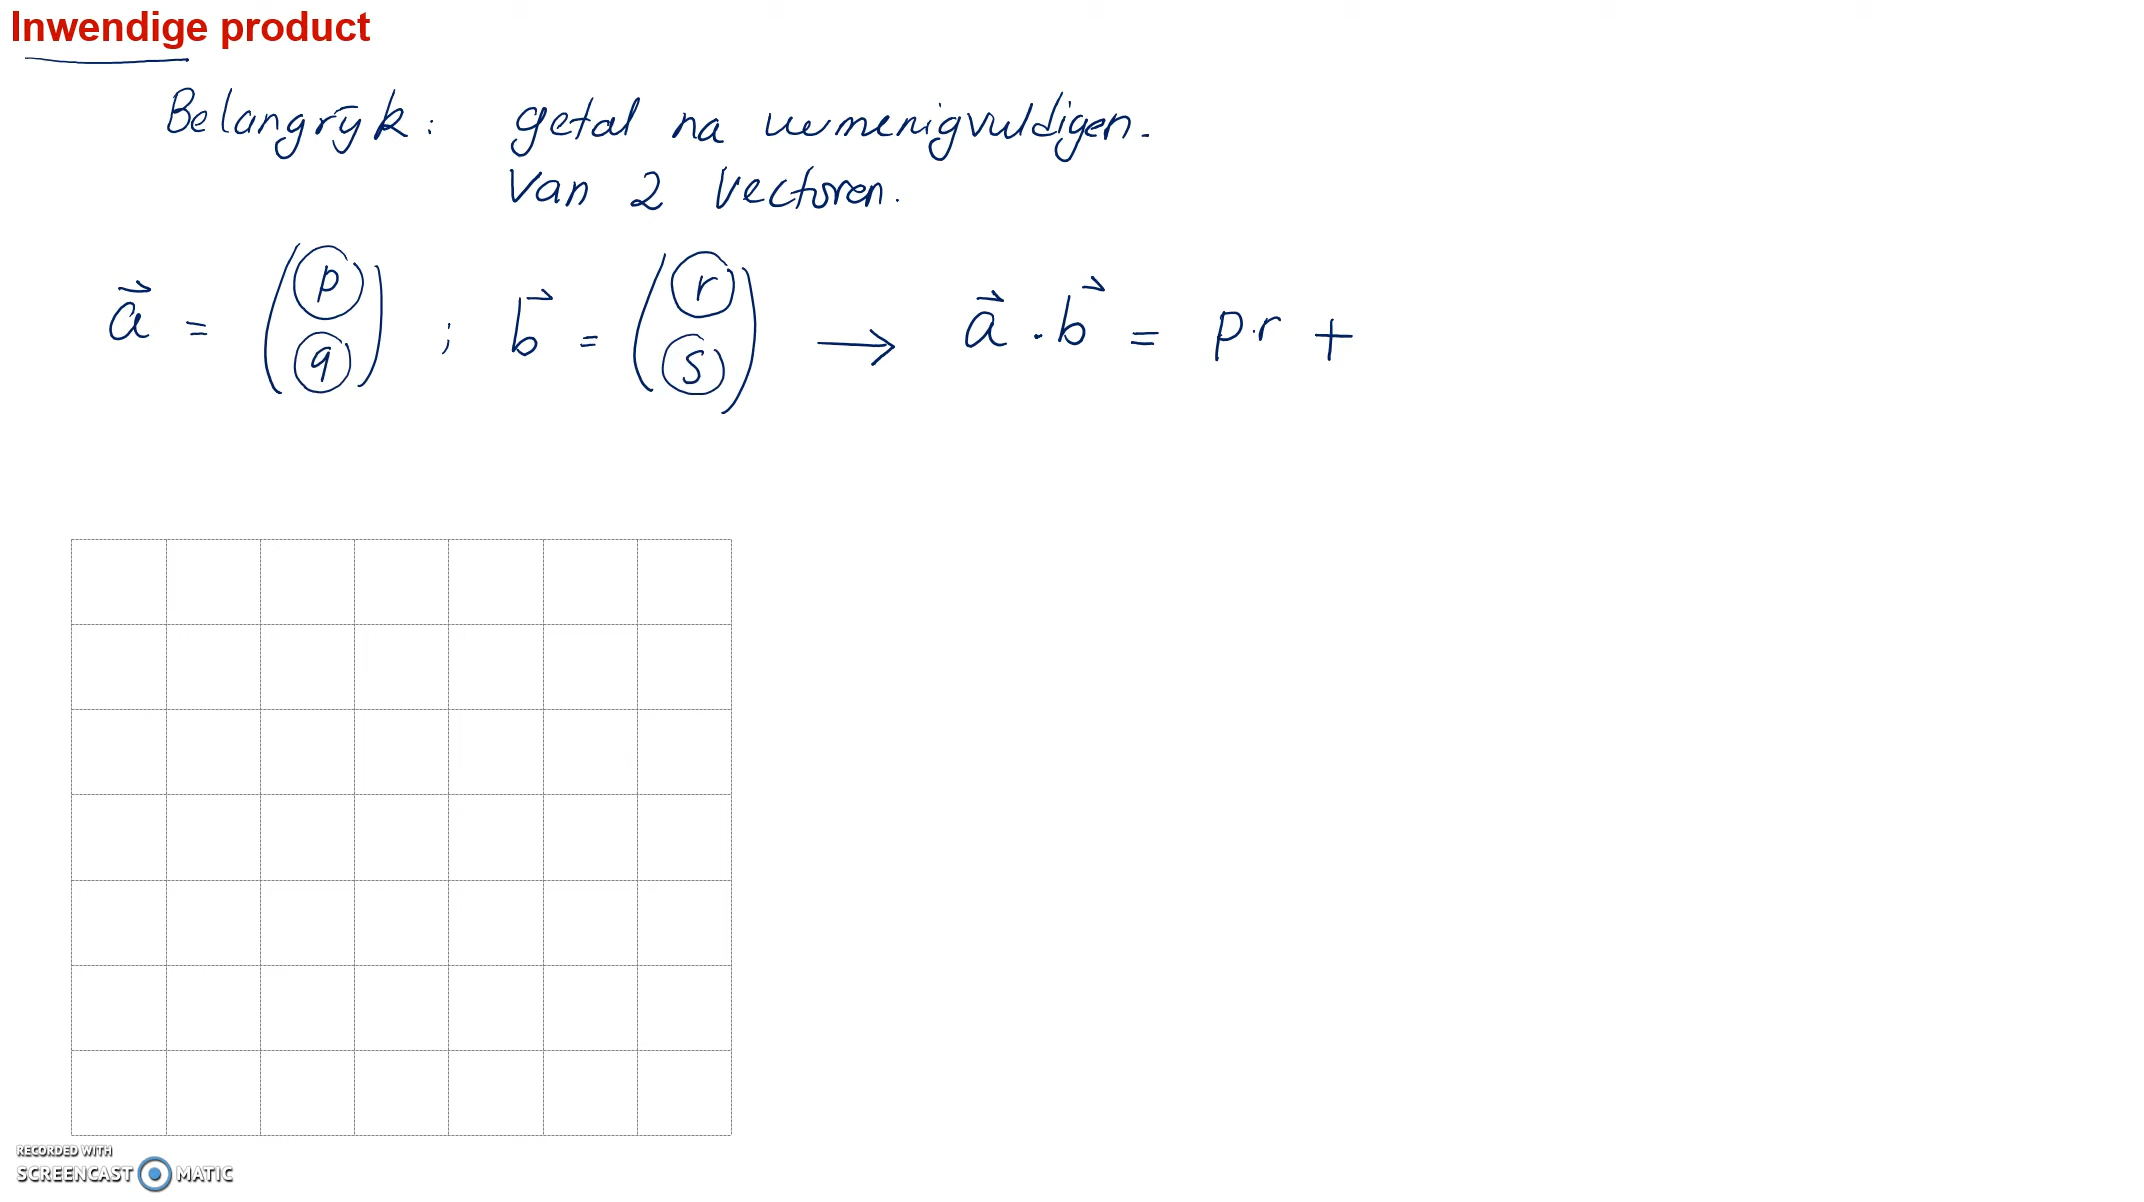 Inwendige product
Belangrijk: getal na vermenigvuldigen.
van 2 vectoren.
a⃗ = (p q) ; b⃗ = (r s) → a⃗ · b⃗ = p·r +
RECORDED WITH
SCREENCAST MATIC